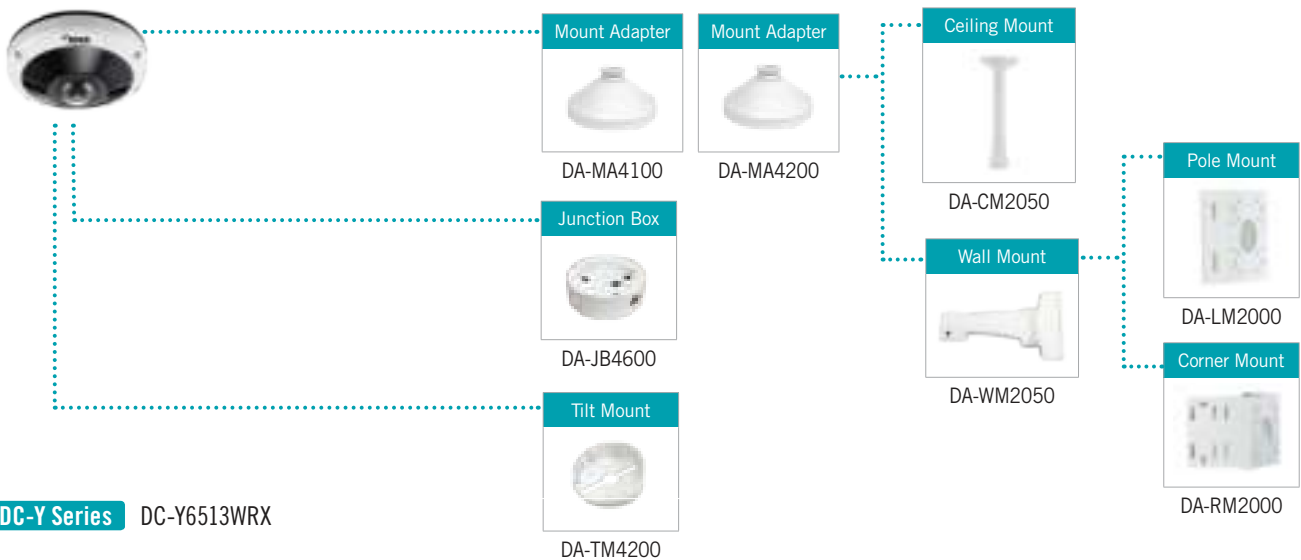 Mount Adapter
DA-MA4100
Mount Adapter
DA-MA4200
Ceiling Mount
DA-CM2050
Wall Mount
DA-WM2050
Pole Mount
DA-LM2000
Corner Mount
DA-RM2000
Junction Box
DA-JB4600
Tilt Mount
DA-TM4200
DC-Y Series DC-Y6513WRX